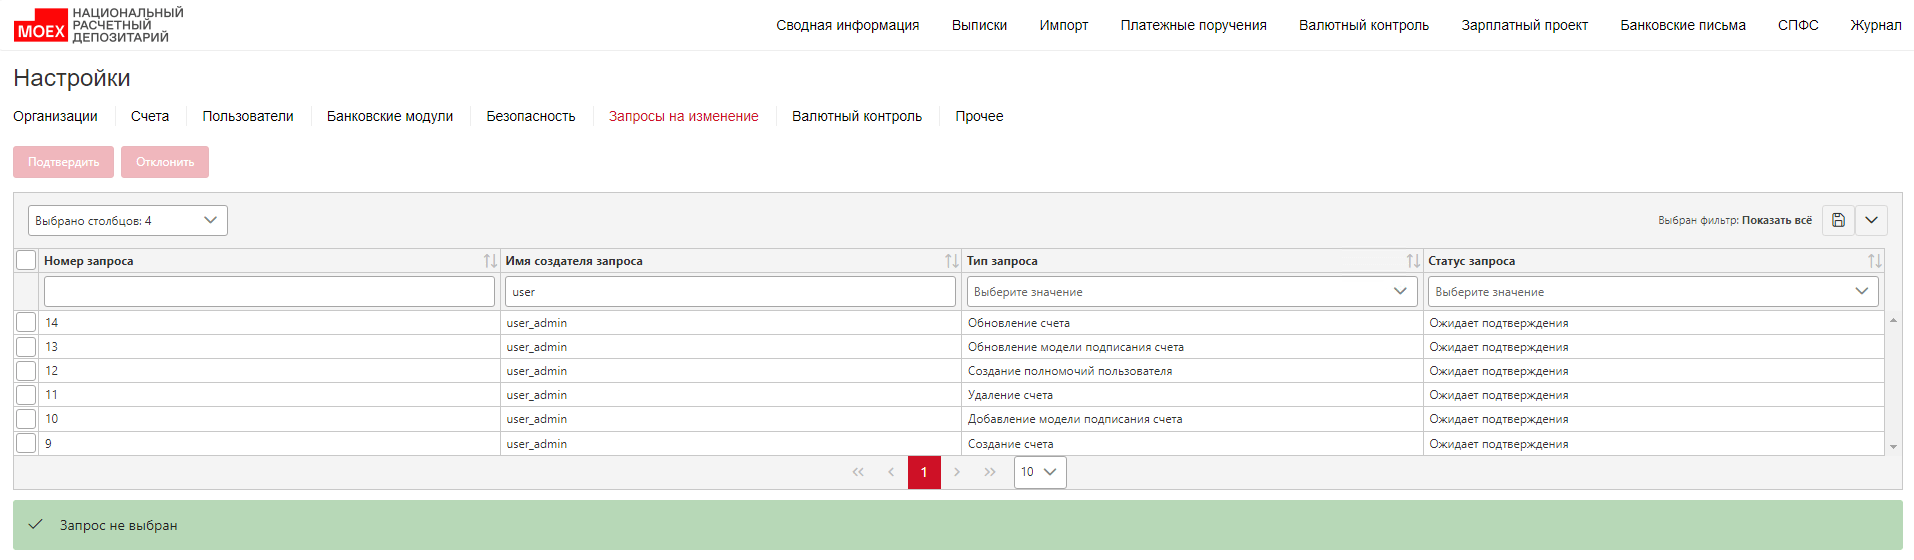 MOEX
НАЦИОНАЛЬНЫЙ
РАСЧЕТНЫЙ
ДЕПОЗИТАРИЙ
Сводная информация Выписки Импорт Платежные поручения Валютный контроль Зарплатный проект Банковские письма СПФС Журнал
Настройки
Организации Счета Пользователи Банковские модули Безопасность Запросы на изменение Валютный контроль Прочее
Подтвердить Отклонить
Выбрано столбцов: 4 Выбран фильтр: Показать всё
Номер запроса Имя создателя запроса Тип запроса Статус запроса
user Выберите значение Выберите значение
14 user_admin Обновление счета Ожидает подтверждения
13 user_admin Обновление модели подписания счета Ожидает подтверждения
12 user_admin Создание полномочий пользователя Ожидает подтверждения
11 user_admin Удаление счета Ожидает подтверждения
10 user_admin Добавление модели подписания счета Ожидает подтверждения
9 user_admin Создание счета Ожидает подтверждения
1 10
Запрос не выбран